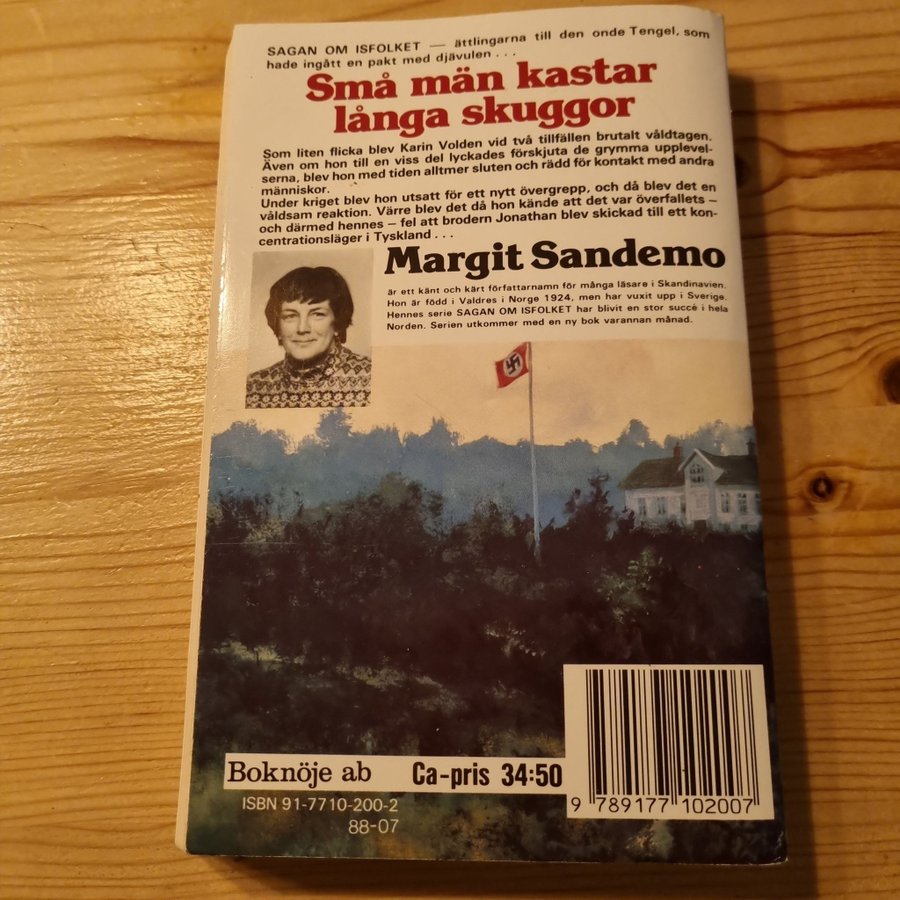 SAGAN OM ISFOLKET — ättlingarna till den onde Tengel, som
hade ingått en pakt med djävulen . . .
Små män kastar
långa skuggor
Som liten flicka blev Karin Volden vid två tillfällen brutalt våldtagen.
Även om hon till en viss del lyckades förskjuta de grymma upplevel-
serna, blev hon med tiden alltmer sluten och rädd för kontakt med andra
människor.
Under kriget blev hon utsatt för ett nytt övergrepp, och då blev det en
våldsam reaktion. Värre blev det då hon kände att det var överfallets –
och därmed hennes – fel att brodern Jonathan blev skickad till ett kon-
centrationsläger i Tyskland . . .
Margit Sandemo
är ett känt och kärt författarnamn för många läsare i Skandinavien.
Hon är född i Valdres i Norge 1924, men har vuxit upp i Sverige.
Hennes serie SAGAN OM ISFOLKET har blivit en stor succé i hela
Norden. Serien utkommer med en ny bok varannan månad.
Boknöje ab Ca-pris 34:50
ISBN 91-7710-200-2
88-07
9 789177 102007